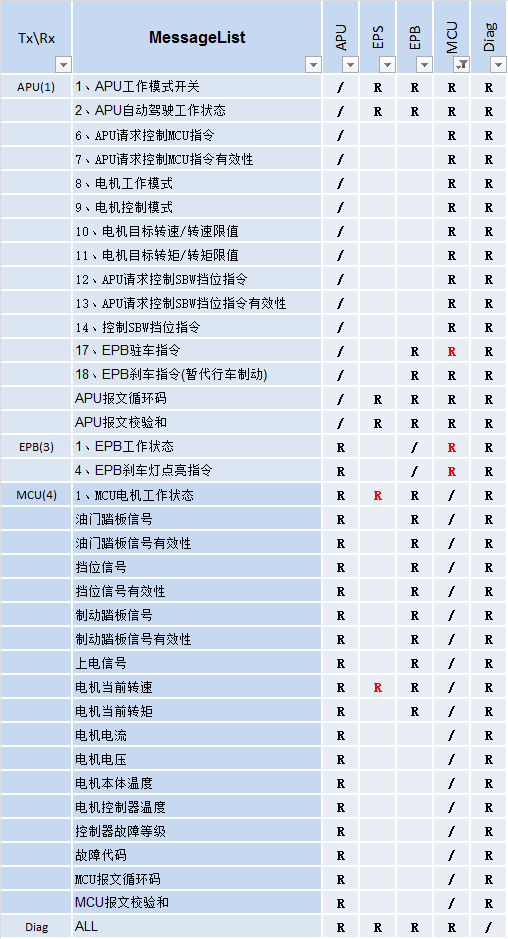 Tx\Rx MessageList APU EPS EPB MCU Diag
APU(1) 1、APU工作模式开关 / R R R R
2、APU自动驾驶工作状态 / R R R R
6、APU请求控制MCU指令 / R R
7、APU请求控制MCU指令有效性 / R R
8、电机工作模式 / R R
9、电机控制模式 / R R
10、电机目标转速/转速限值 / R R
11、电机目标转矩/转矩限值 / R R
12、APU请求控制SBW挡位指令 / R R
13、APU请求控制SBW挡位指令有效性 / R R
14、控制SBW挡位指令 / R R
17、EPB驻车指令 / R R R
18、EPB刹车指令(暂代行车制动) / R R R
APU报文循环码 / R R R R
APU报文校验和 / R R R R
EPB(3) 1、EPB工作状态 R / R R
4、EPB刹车灯点亮指令 R / R R
MCU(4) 1、MCU电机工作状态 R R R / R
油门踏板信号 R R / R
油门踏板信号有效性 R R / R
挡位信号 R R / R
挡位信号有效性 R R / R
制动踏板信号 R R / R
制动踏板信号有效性 R R / R
上电信号 R R / R
电机当前转速 R R R / R
电机当前转矩 R R / R
电机电流 R / R
电机电压 R / R
电机本体温度 R / R
电机控制器温度 R / R
控制器故障等级 R / R
故障代码 R / R
MCU报文循环码 R / R
MCU报文校验和 R / R
Diag ALL R R R R /